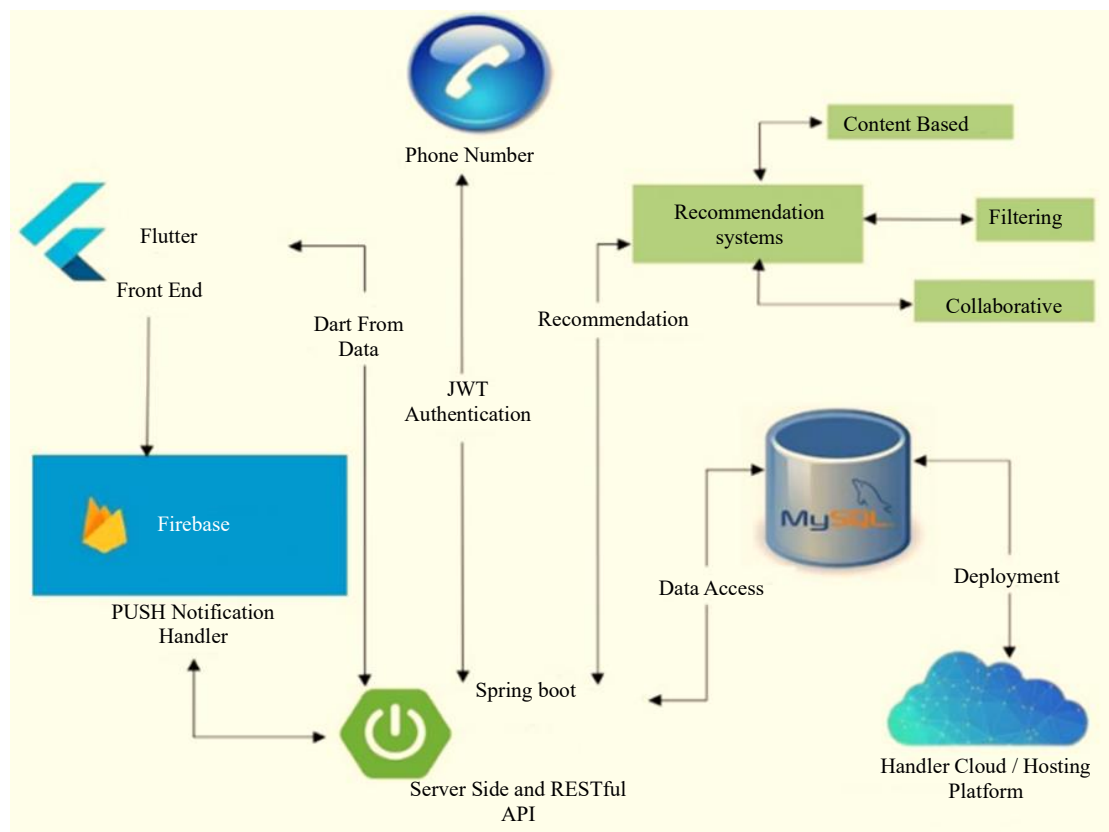 Phone Number
Content Based
Recommendation
systems
Filtering
Collaborative
Flutter
Front End
Dart From
Data
Recommendation
JWT
Authentication
MySQL
Firebase
Data Access
Deployment
PUSH Notification
Handler
Spring boot
Server Side and RESTful
API
Handler Cloud / Hosting
Platform